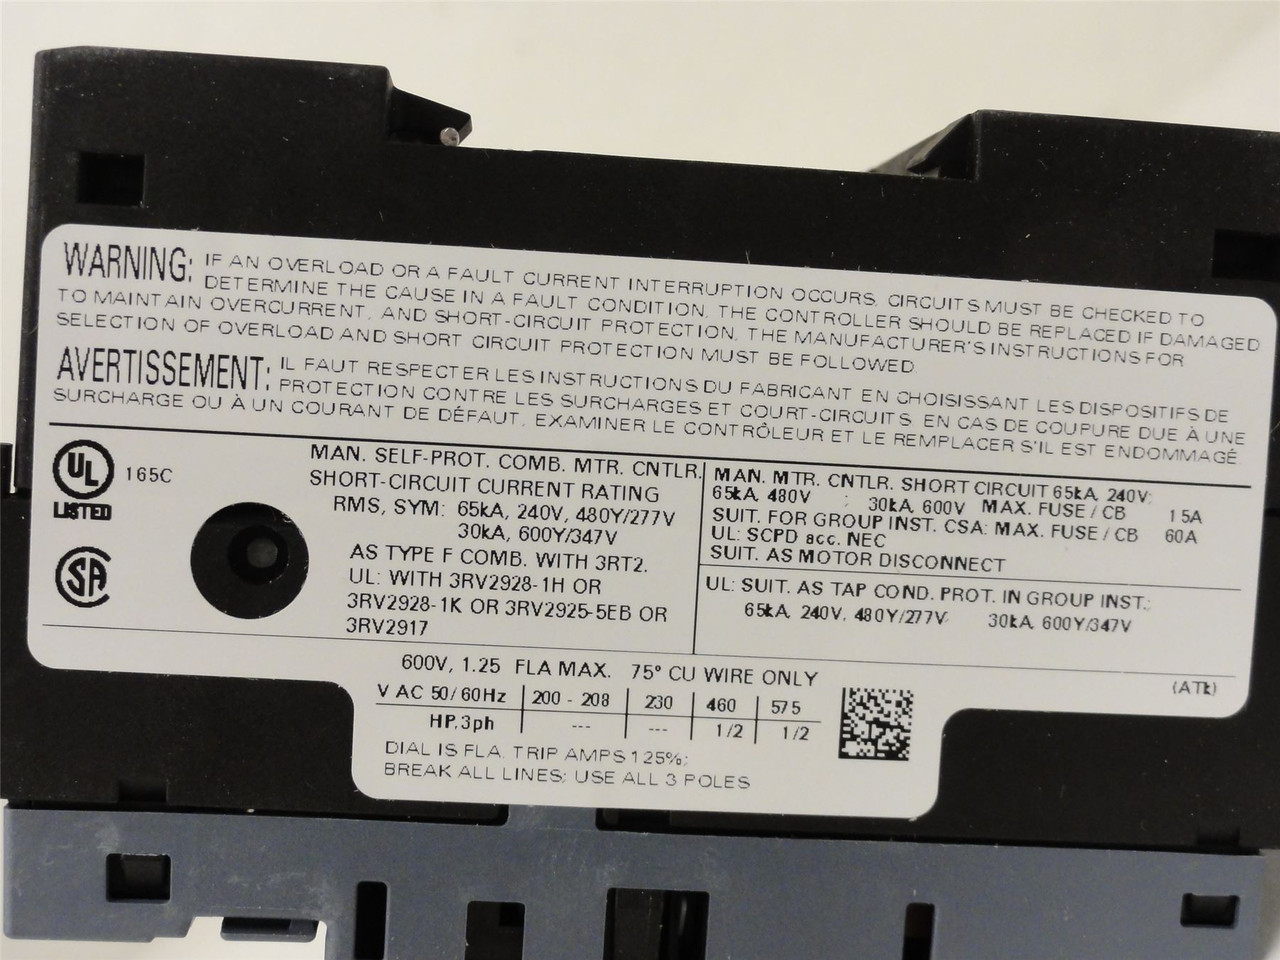 WARNING: IF AN OVERLOAD OR A FAULT CURRENT INTERRUPTION OCCURS, CIRCUITS MUST BE CHECKED TO
DETERMINE THE CAUSE IN A FAULT CONDITION, THE CONTROLLER SHOULD BE REPLACED IF DAMAGED
TO MAINTAIN OVERCURRENT, AND SHORT-CIRCUIT PROTECTION, THE MANUFACTURER'S INSTRUCTIONS FOR
SELECTION OF OVERLOAD AND SHORT CIRCUIT PROTECTION MUST BE FOLLOWED
AVERTISSEMENT: IL FAUT RESPECTER LES INSTRUCTIONS DU FABRICANT EN CHOISISSANT LES DISPOSITIFS DE
PROTECTION CONTRE LES SURCHARGES ET COURT-CIRCUITS. EN CAS DE COUPURE DUE À UNE
SURCHARGE OU À UN COURANT DE DÉFAUT, EXAMINER LE CONTRÔLEUR ET LE REMPLACER S'IL EST ENDOMMAGÉ
UL
LISTED
165C
SA
MAN. SELF-PROT. COMB. MTR. CNTLR.
SHORT-CIRCUIT CURRENT RATING
RMS, SYM: 65kA, 240V, 480Y/277V
30kA, 600Y/347V
AS TYPE F COMB. WITH 3RT2.
UL: WITH 3RV2928-1H OR
3RV2928-1K OR 3RV2925-5EB OR
3RV2917
MAN. MTR. CNTLR. SHORT CIRCUIT 65kA, 240V;
65kA, 480V ; 30kA, 600V MAX. FUSE / CB 15A
SUIT. FOR GROUP INST. CSA: MAX. FUSE / CB 60A
UL: SCPD acc. NEC
SUIT. AS MOTOR DISCONNECT
UL: SUIT. AS TAP COND. PROT. IN GROUP INST.:
65kA, 240V, 480Y/277V 30kA, 600Y/347V
600V, 1.25 FLA MAX. 75° CU WIRE ONLY
V AC 50/60Hz 200 - 208 230 460 575
HP,3ph --- --- 1/2 1/2
DIAL IS FLA. TRIP AMPS 125%;
BREAK ALL LINES; USE ALL 3 POLES
(ATk)